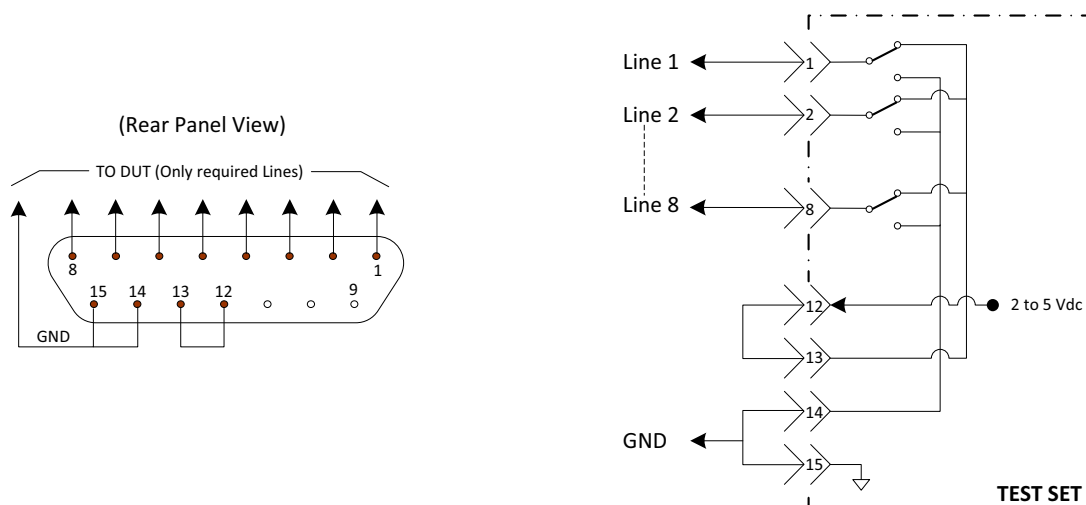 (Rear Panel View)
TO DUT (Only required Lines)
8
1
15
14
13
12
9
GND
Line 1
1
Line 2
2
Line 8
8
12
2 to 5 Vdc
13
14
GND
15
TEST SET